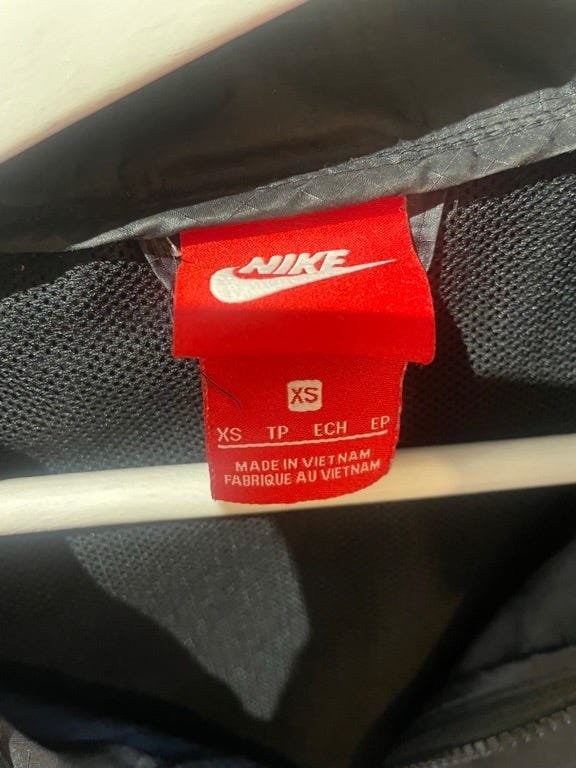 NIKE
XS
XS TP ECH EP
MADE IN VIETNAM
FABRIQUE AU VIETNAM